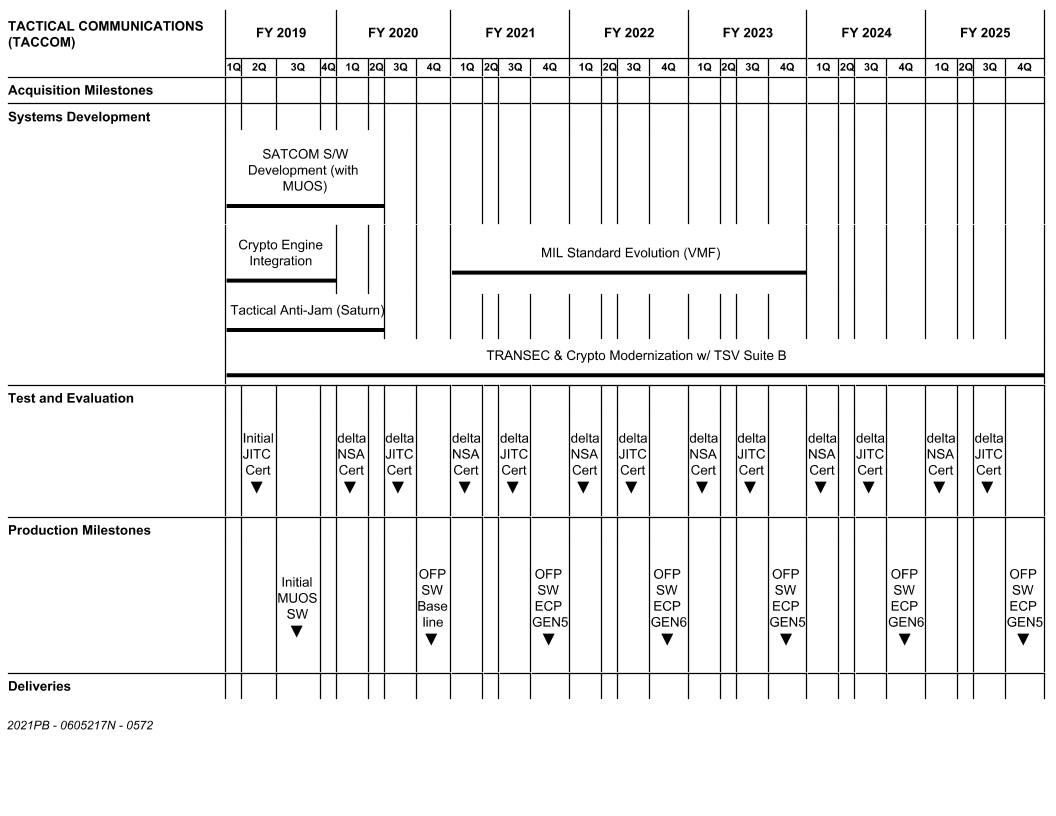 TACTICAL COMMUNICATIONS
(TACCOM)
FY 2019 FY 2020 FY 2021 FY 2022 FY 2023 FY 2024 FY 2025
1Q 2Q 3Q 4Q 1Q 2Q 3Q 4Q 1Q 2Q 3Q 4Q 1Q 2Q 3Q 4Q 1Q 2Q 3Q 4Q 1Q 2Q 3Q 4Q 1Q 2Q 3Q 4Q
Acquisition Milestones
Systems Development
SATCOM S/W
Development (with
MUOS)
Crypto Engine
Integration
MIL Standard Evolution (VMF)
Tactical Anti-Jam (Saturn)
TRANSEC & Crypto Modernization w/ TSV Suite B
Test and Evaluation
Initial delta delta delta delta delta delta delta delta delta delta delta delta
JITC NSA JITC NSA JITC NSA JITC NSA JITC NSA JITC NSA JITC
Cert Cert Cert Cert Cert Cert Cert Cert Cert Cert Cert Cert Cert
Production Milestones
Initial
MUOS
SW
OFP OFP OFP OFP OFP OFP
SW SW SW SW SW SW
Base ECP ECP ECP ECP ECP
line GEN5 GEN6 GEN5 GEN6 GEN5
Deliveries
2021PB - 0605217N - 0572